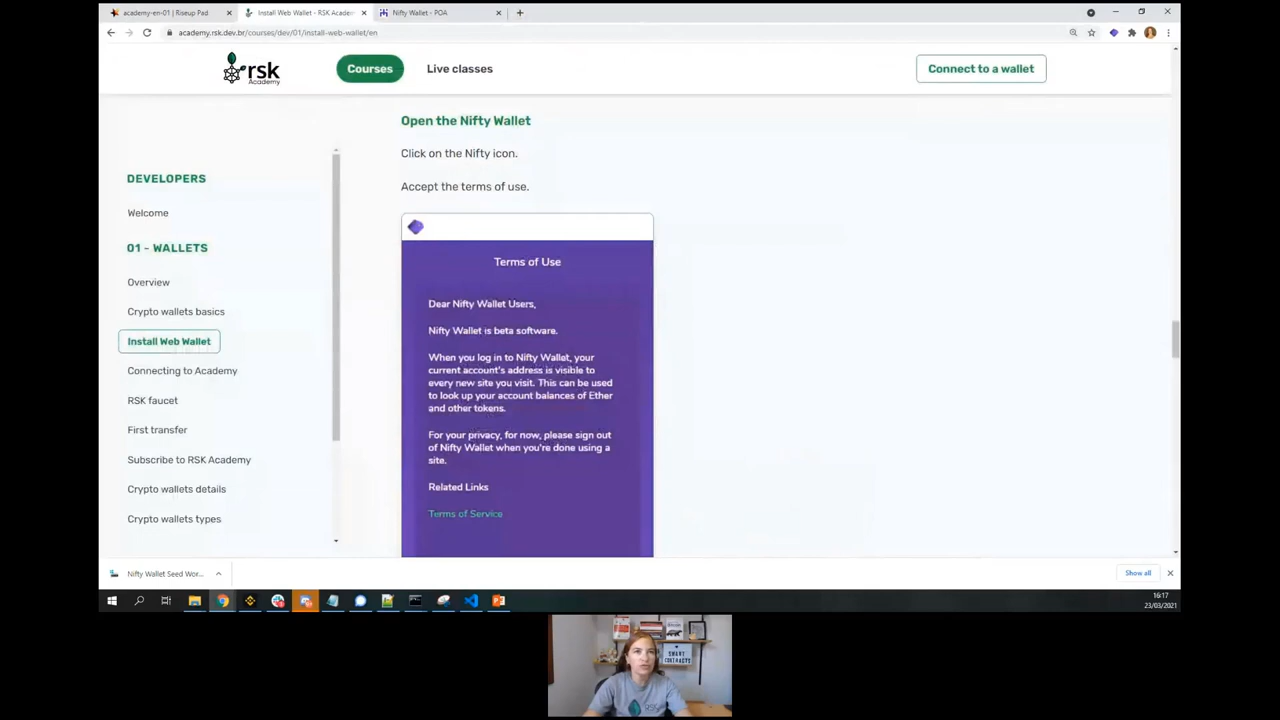 academy-en-01 | Riseup Pad
Install Web Wallet - RSK Academ
Nifty Wallet - POA
academy.rsk.dev.br/courses/dev/01/install-web-wallet/en
rsk
Academy
Courses
Live classes
Connect to a wallet
DEVELOPERS
Welcome
01 - WALLETS
Overview
Crypto wallets basics
Install Web Wallet
Connecting to Academy
RSK faucet
First transfer
Subscribe to RSK Academy
Crypto wallets details
Crypto wallets types
Open the Nifty Wallet
Click on the Nifty icon.
Accept the terms of use.
Terms of Use
Dear Nifty Wallet Users,
Nifty Wallet is beta software.
When you log in to Nifty Wallet, your
current account's address is visible to
every new site you visit. This can be used
to look up your account balances of Ether
and other tokens.
For your privacy, for now, please sign out
of Nifty Wallet when you're done using a
site.
Related Links
Terms of Service
Nifty Wallet Seed Wor...
Show all
16:17
23/03/2021
SMART
CONTRACTS
RSK